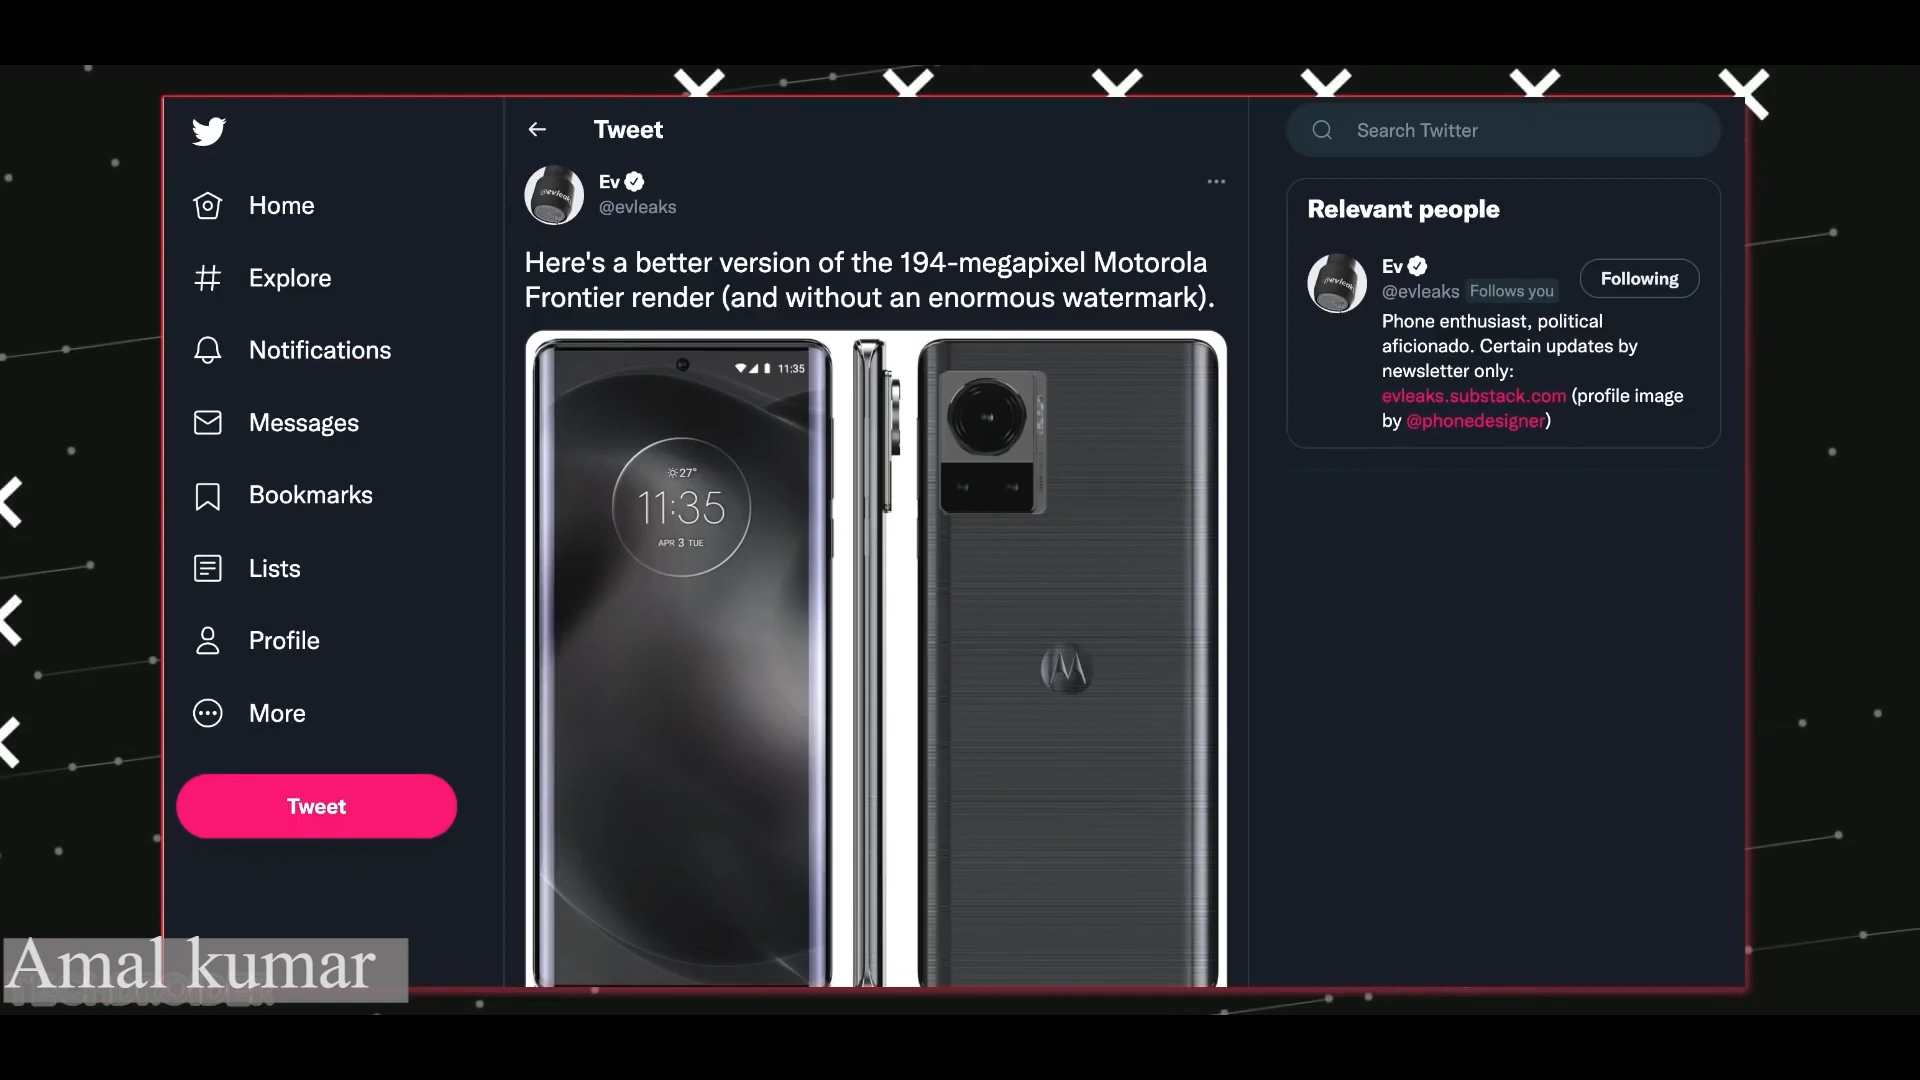 Home
Explore
Notifications
Messages
Bookmarks
Lists
Profile
More
Tweet
Tweet
Ev
@evleaks
Here's a better version of the 194-megapixel Motorola
Frontier render (and without an enormous watermark).
11:35
27°
11:35
APR 3 TUE
Search Twitter
Relevant people
Ev
@evleaks Follows you
Following
Phone enthusiast, political
aficionado. Certain updates by
newsletter only:
evleaks.substack.com (profile image
by @phonedesigner)
Amal kumar
TECHDROIDER